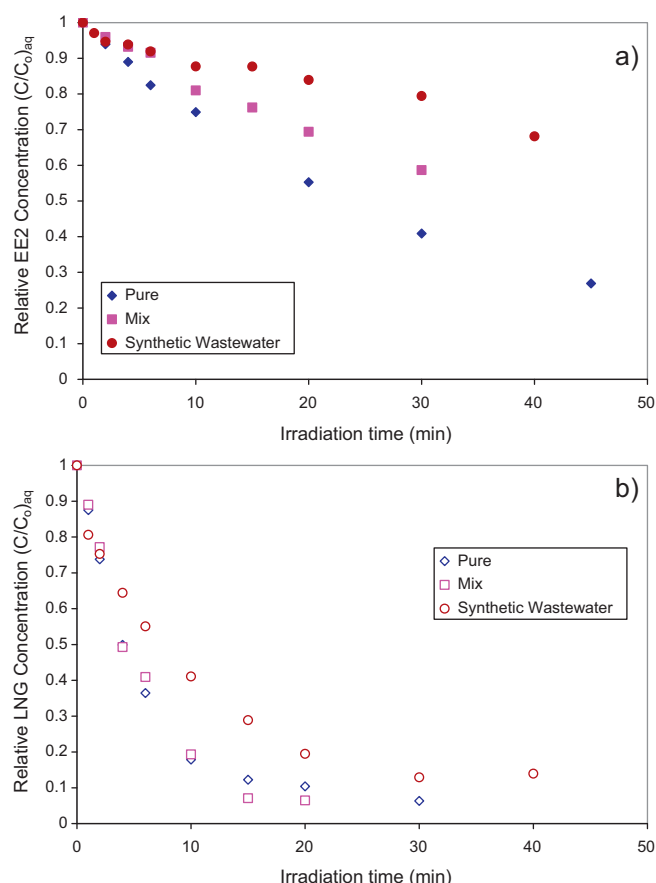 a)
Relative EE2 Concentration (C/Co)aq
1
0.9
0.8
0.7
0.6
0.5
0.4
0.3
0.2
0.1
0
Pure
Mix
Synthetic Wastewater
0 10 20 30 40 50
Irradiation time (min)
b)
Relative LNG Concentration (C/Co)aq
1
0.9
0.8
0.7
0.6
0.5
0.4
0.3
0.2
0.1
0
Pure
Mix
Synthetic Wastewater
0 10 20 30 40 50
Irradiation time (min)